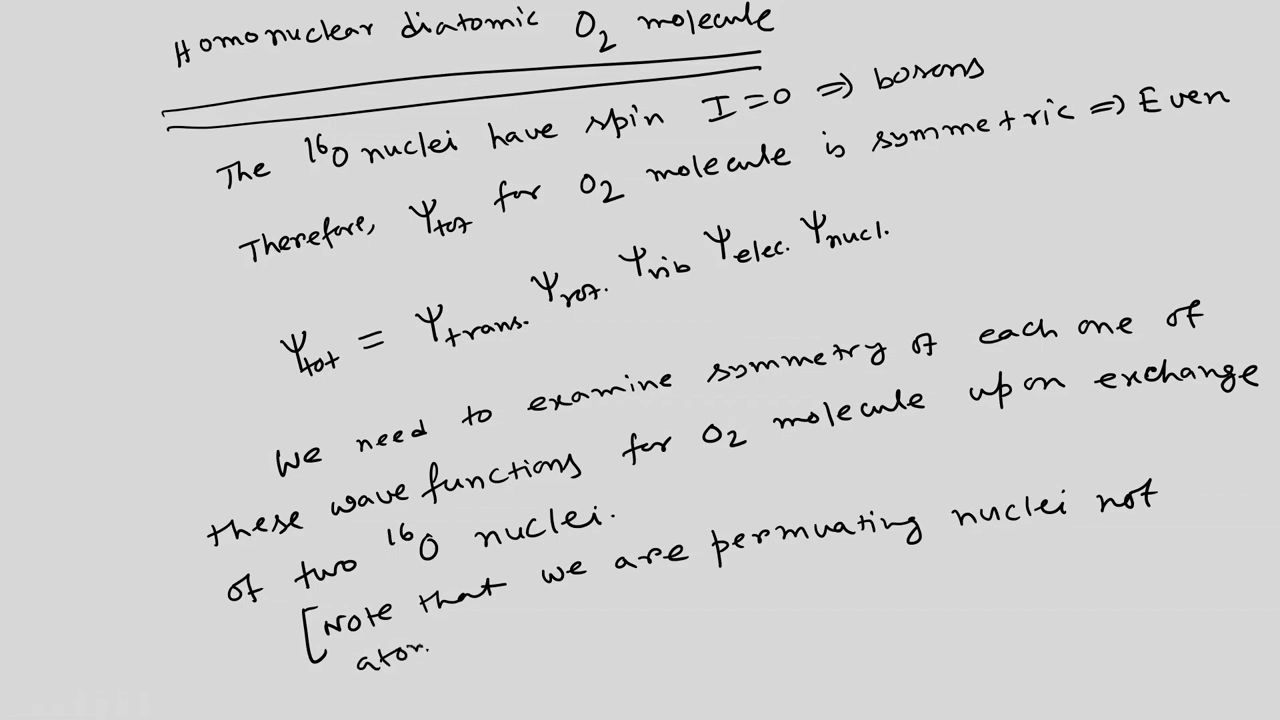 Homonuclear diatomic O₂ molecule
The ¹⁶O nuclei have spin I = 0 ⇒ bosons
Therefore, Ψtot for O₂ molecule is symmetric ⇒ Even
Ψtot = Ψtrans. Ψrot. Ψvib Ψelec. Ψnucl.
We need to examine symmetry of each one of
these wave functions for O₂ molecule upon exchange
of two ¹⁶O nuclei.
[Note that we are permuating nuclei not
atom